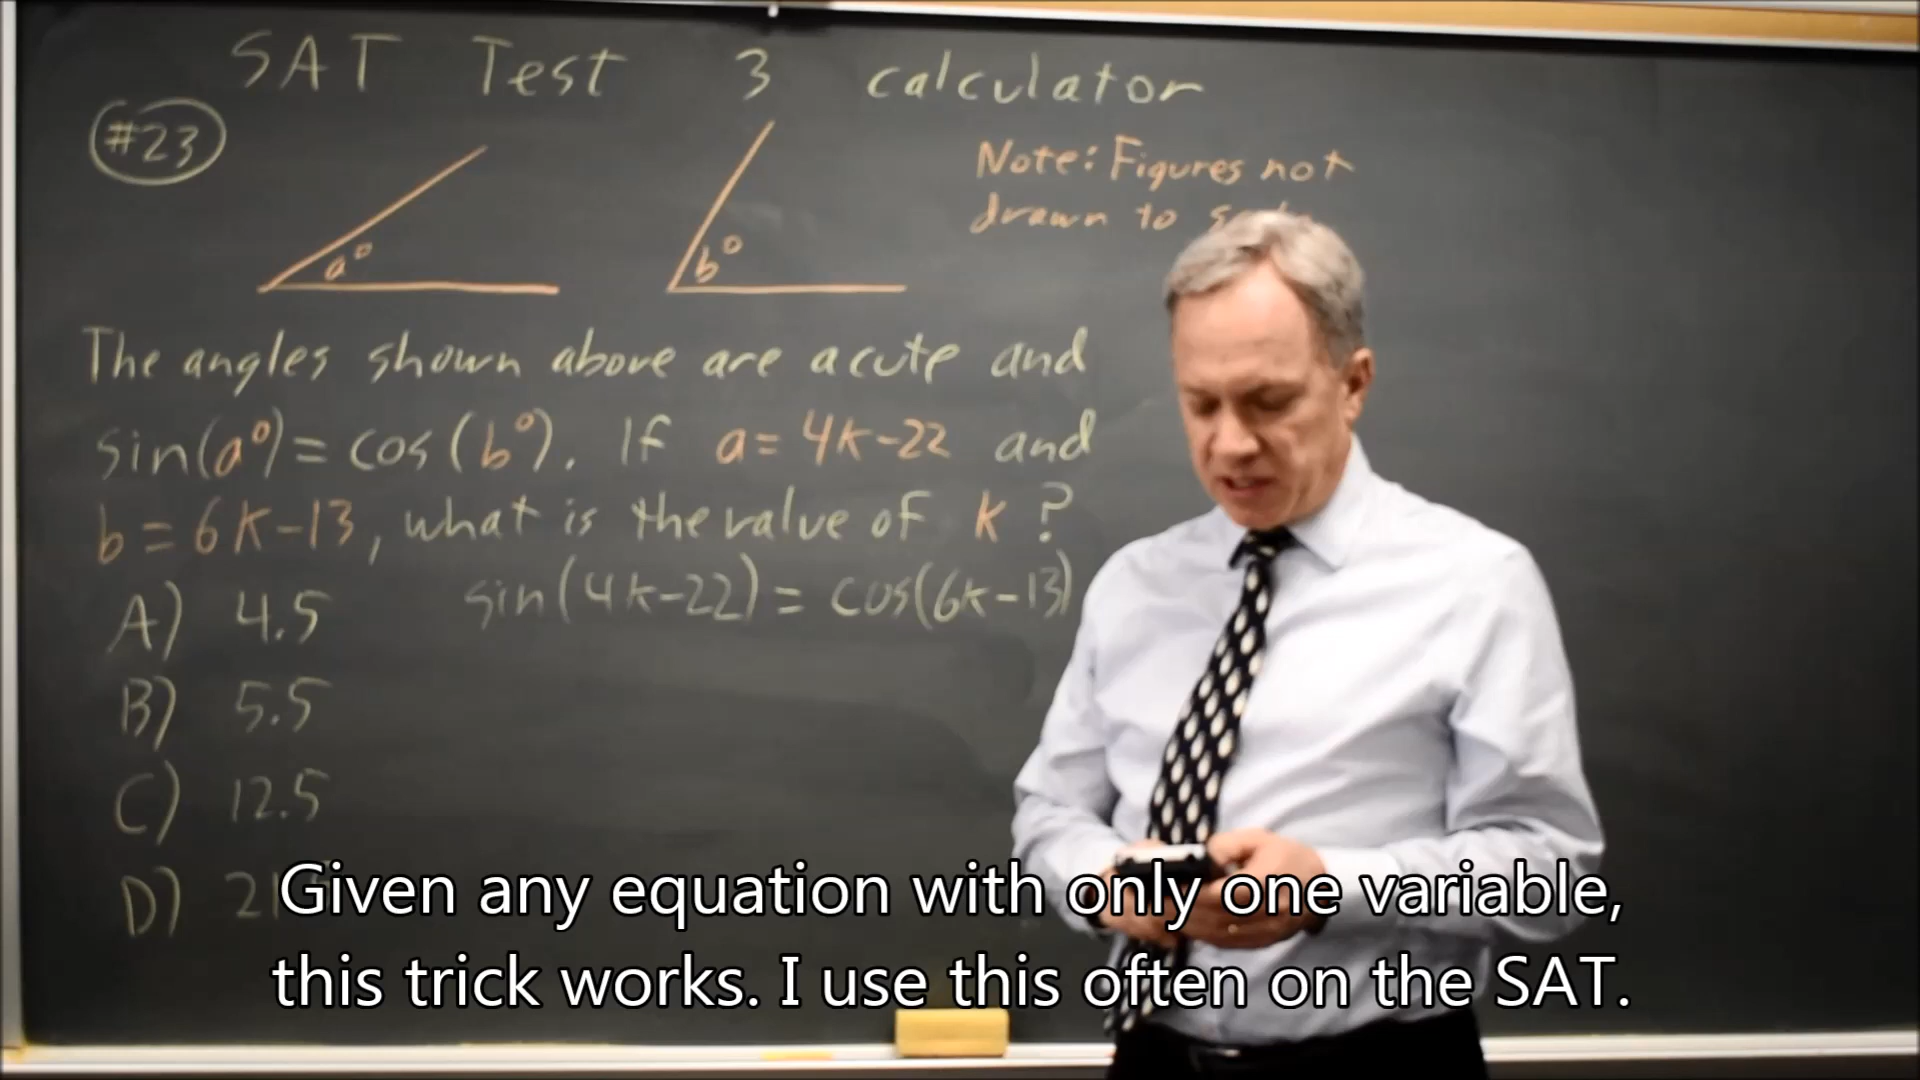 SAT Test 3 calculator
#23
Note: Figures not
drawn to
a°
b°
The angles shown above are acute and
sin(a°) = cos(b°). If a = 4k-22 and
b = 6k-13, what is the value of k?
sin(4k-22) = cos(6k-13)
A) 4.5
B) 5.5
C) 12.5
D)
Given any equation with only one variable,
this trick works. I use this often on the SAT.